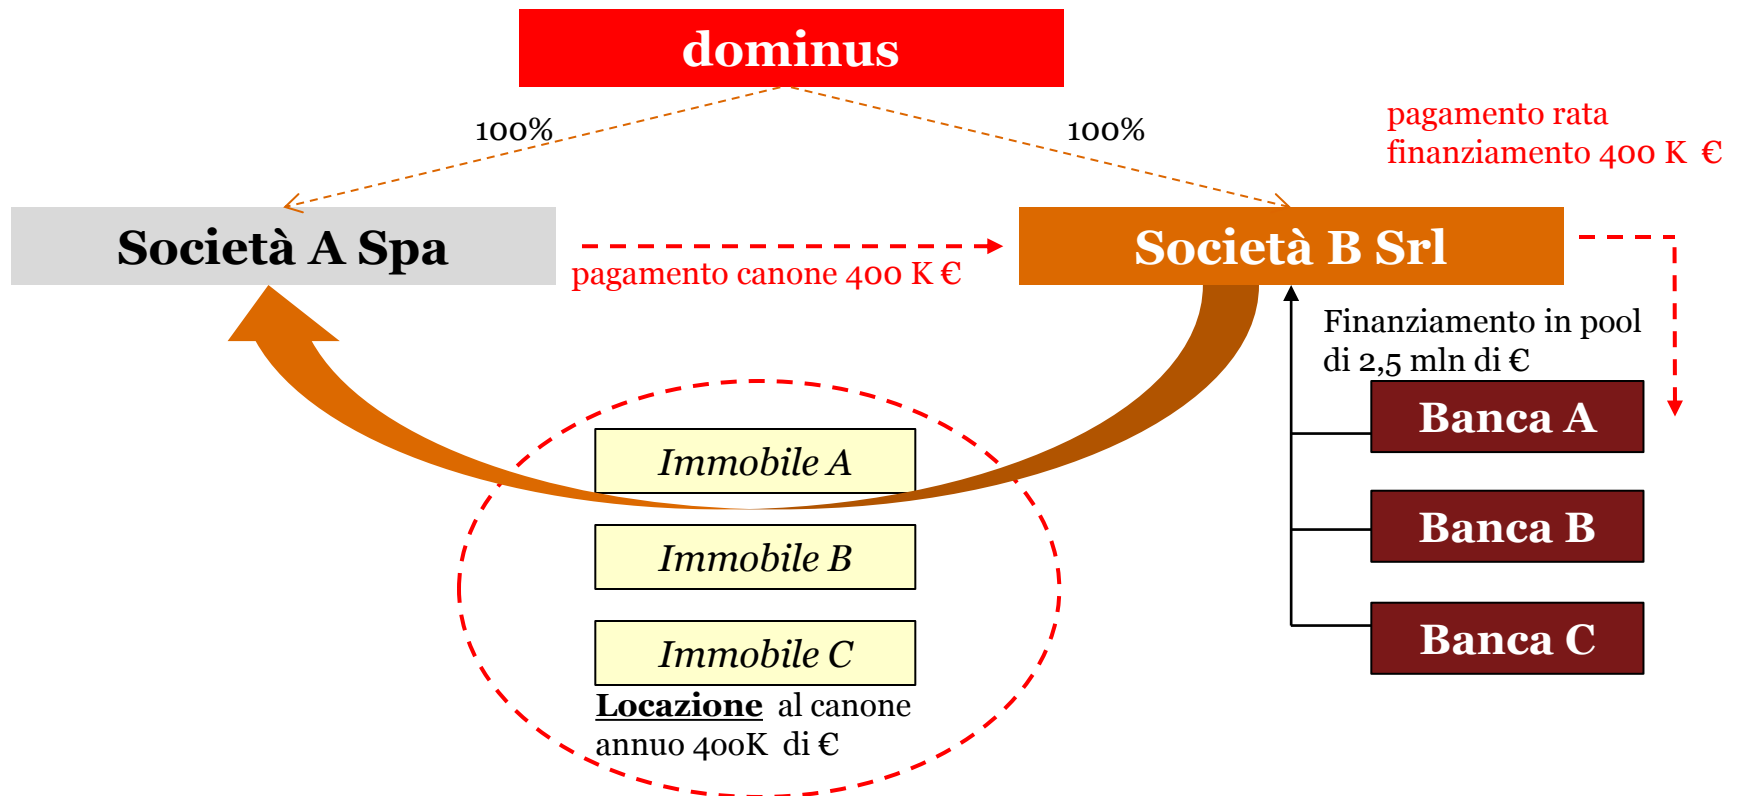 dominus
100%
100%
pagamento rata
finanziamento 400 K €
Società A Spa
Società B Srl
pagamento canone 400 K €
Finanziamento in pool
di 2,5 mln di €
Banca A
Immobile A
Banca B
Immobile B
Banca C
Immobile C
Locazione al canone
annuo 400K di €